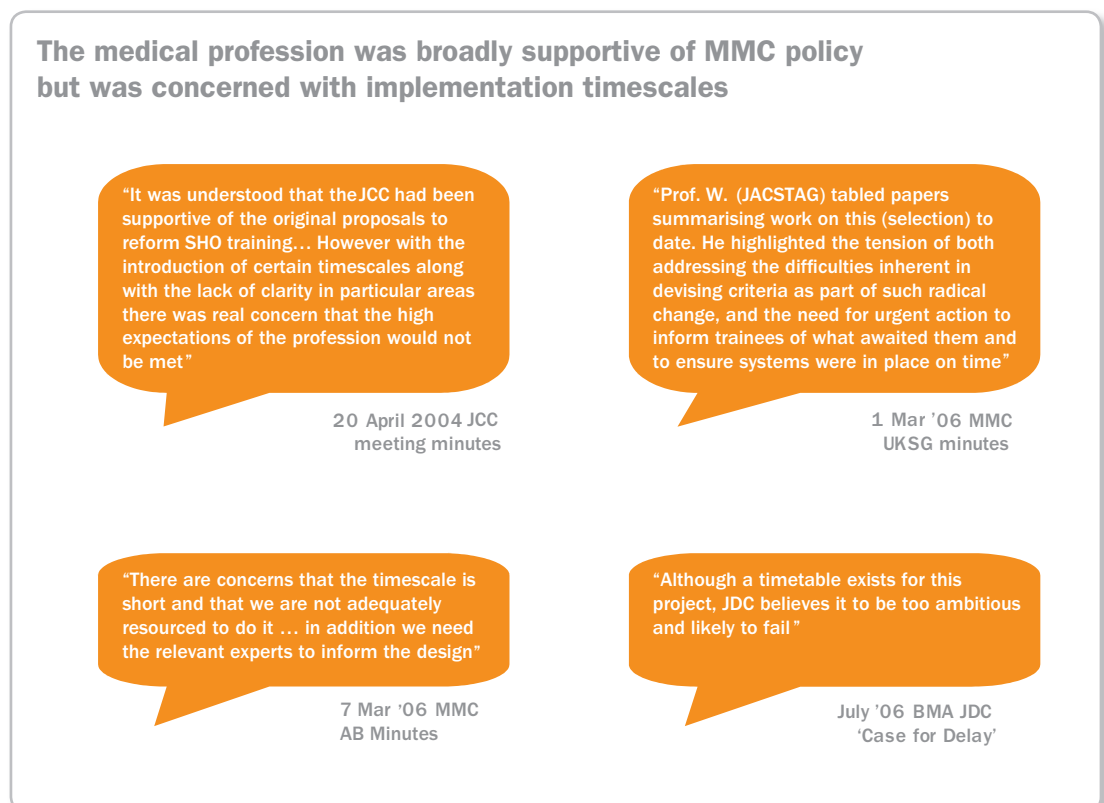 The medical profession was broadly supportive of MMC policy
but was concerned with implementation timescales
“It was understood that the JCC had been
supportive of the original proposals to
reform SHO training... However with the
introduction of certain timescales along
with the lack of clarity in particular areas
there was real concern that the high
expectations of the profession would not
be met”
20 April 2004 JCC
meeting minutes
“Prof. W. (JACSTAG) tabled papers
summarising work on this (selection) to
date. He highlighted the tension of both
addressing the difficulties inherent in
devising criteria as part of such radical
change, and the need for urgent action to
inform trainees of what awaited them and
to ensure systems were in place on time”
1 Mar ’06 MMC
UKSG minutes
“There are concerns that the timescale is
short and that we are not adequately
resourced to do it ... in addition we need
the relevant experts to inform the design”
7 Mar ’06 MMC
AB Minutes
“Although a timetable exists for this
project, JDC believes it to be too ambitious
and likely to fail”
July ’06 BMA JDC
‘Case for Delay’